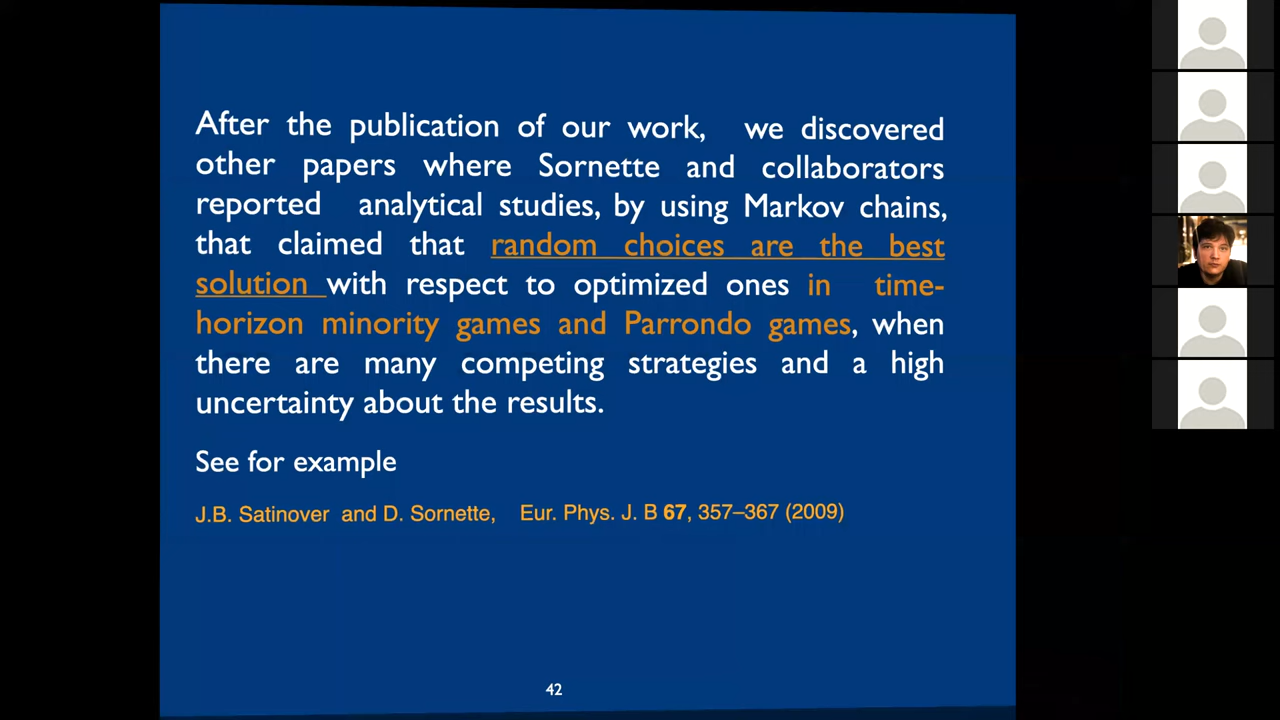 After the publication of our work, we discovered
other papers where Sornette and collaborators
reported analytical studies, by using Markov chains,
that claimed that random choices are the best
solution with respect to optimized ones in time-
horizon minority games and Parrondo games, when
there are many competing strategies and a high
uncertainty about the results.
See for example
J.B. Satinover and D. Sornette, Eur. Phys. J. B 67, 357–367 (2009)
42